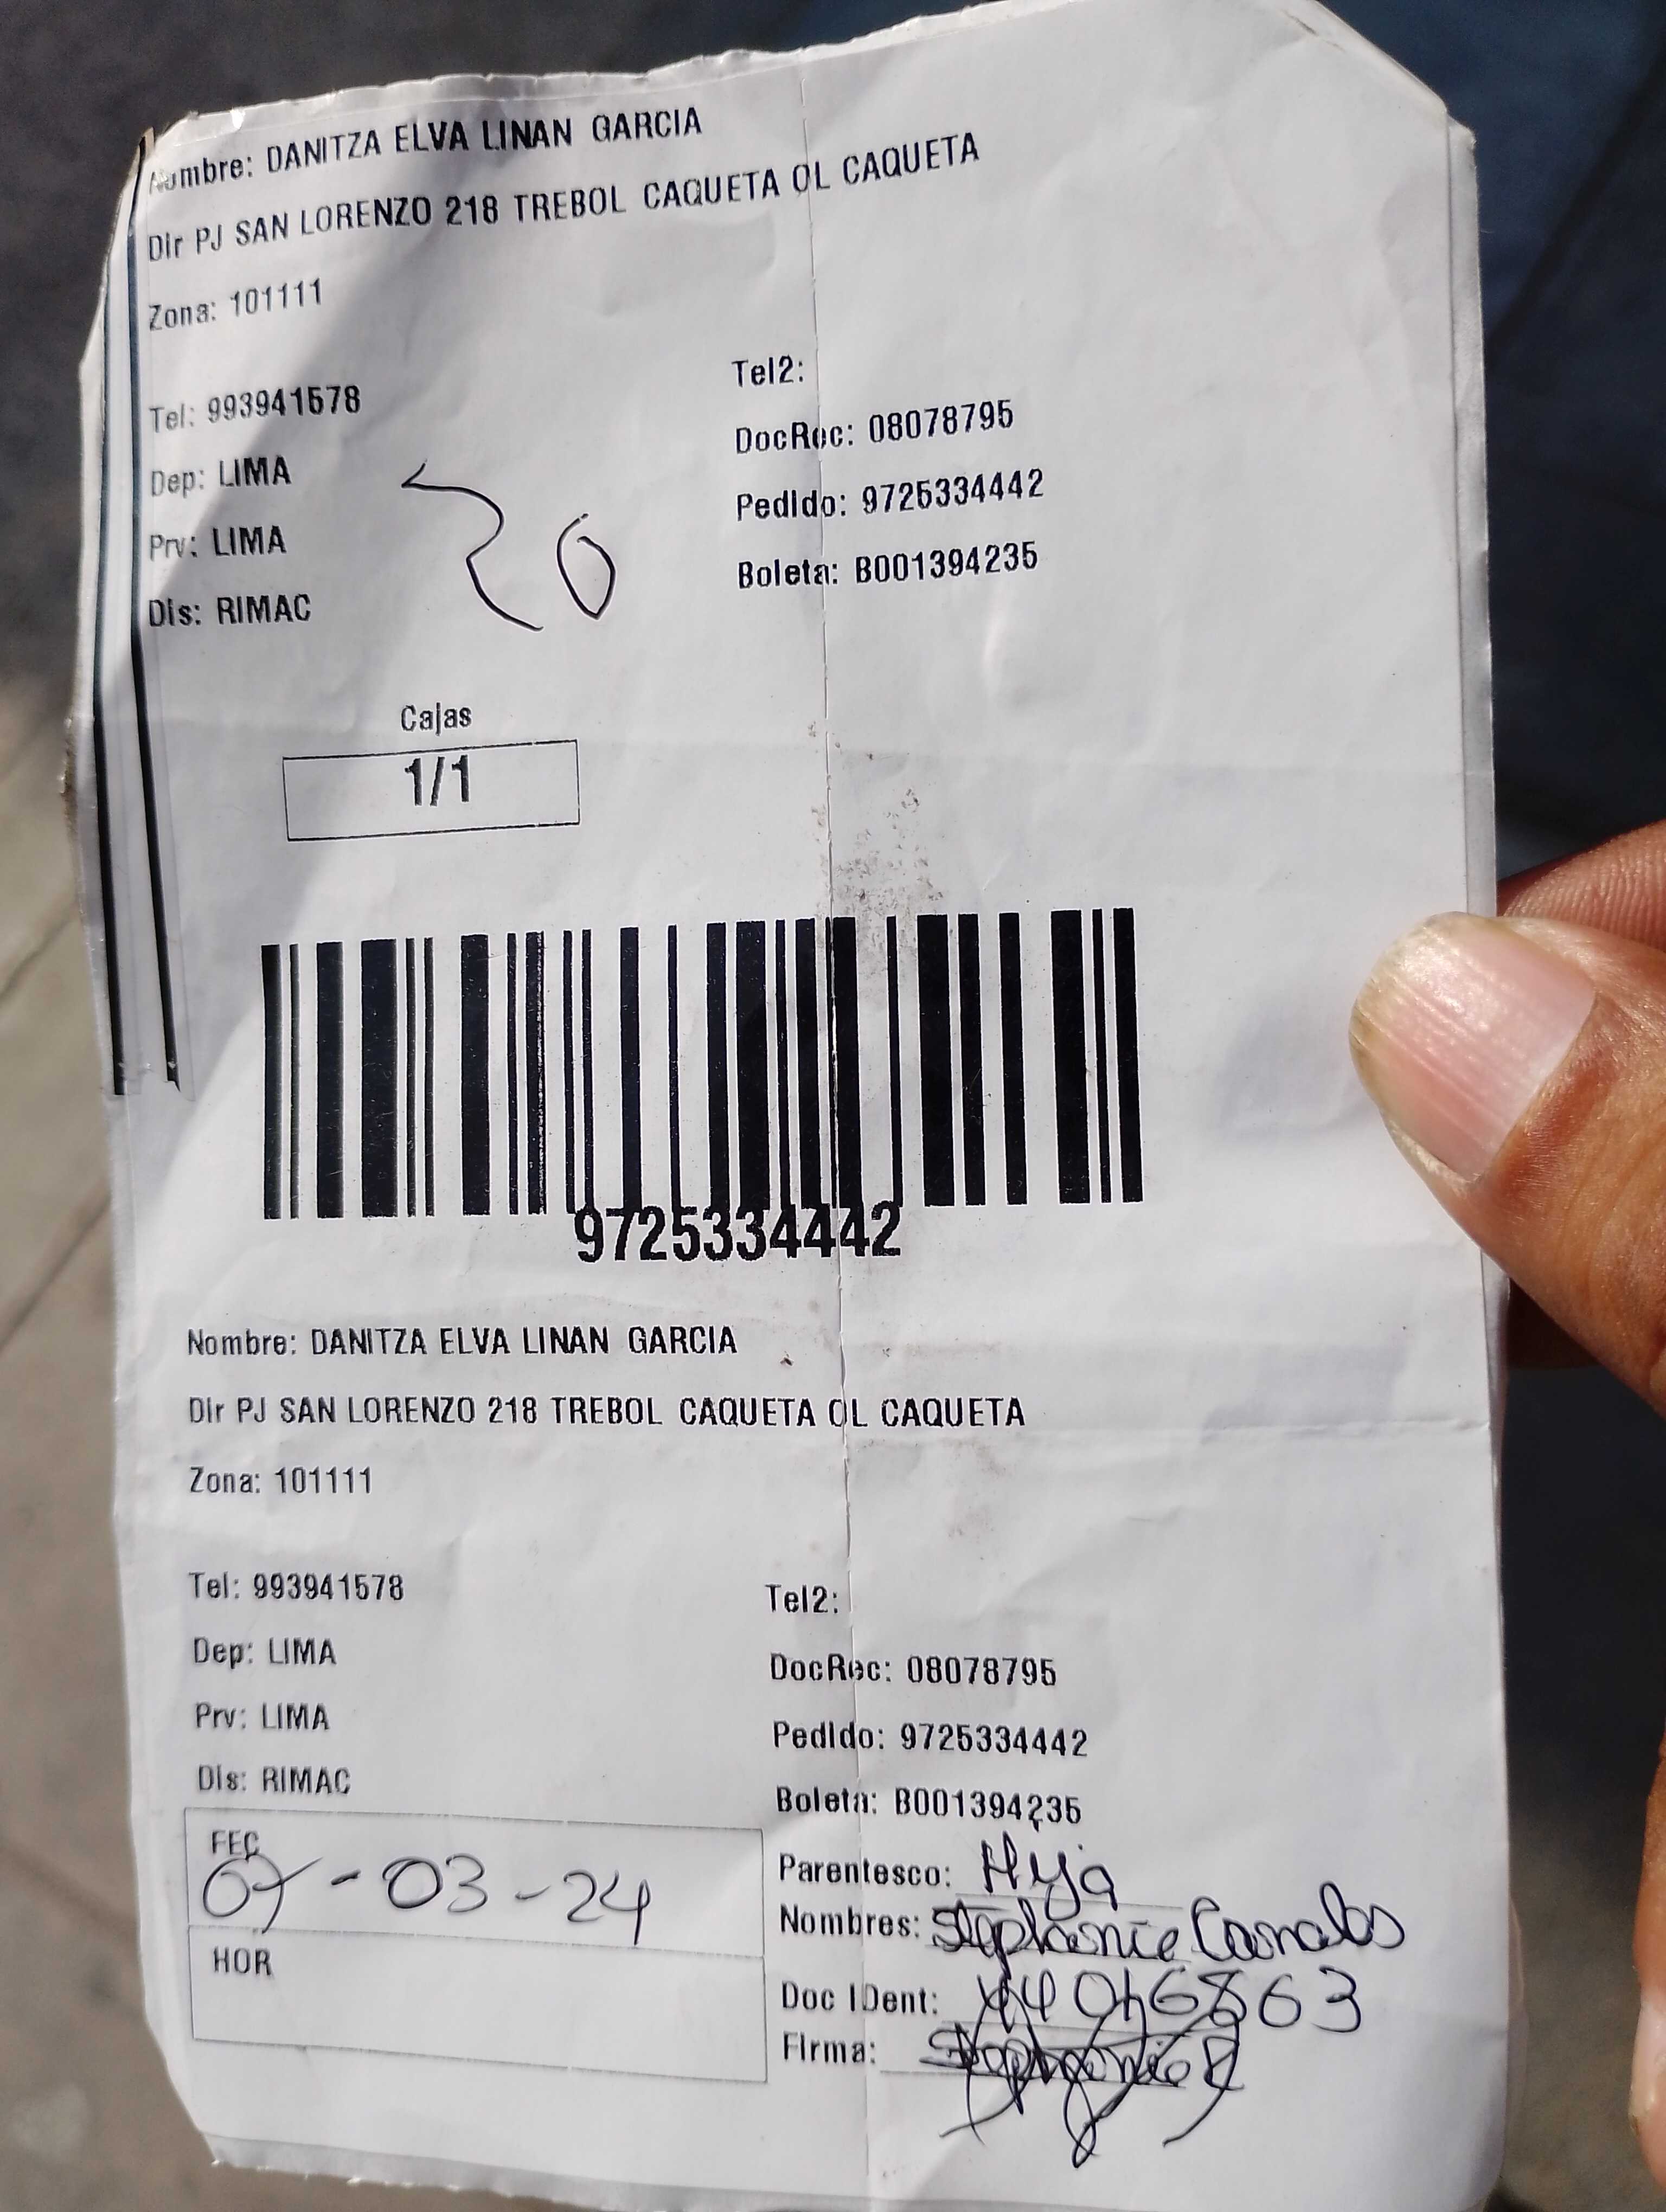 Nombre: DANITZA ELVA LINAN GARCIA
Dir PJ SAN LORENZO 218 TREBOL CAQUETA OL CAQUETA
Zona: 101111
Tel: 993941578
Tel2:
DocRec: 08078795
Dep: LIMA
Pedido: 9725334442
Prv: LIMA
Boleta: B001394235
Dis: RIMAC
20
Cajas
1/1
9725334442
Nombre: DANITZA ELVA LINAN GARCIA
Dir PJ SAN LORENZO 218 TREBOL CAQUETA OL CAQUETA
Zona: 101111
Tel: 993941578
Tel2:
Dep: LIMA
DocRec: 08078795
Prv: LIMA
Pedido: 9725334442
Dis: RIMAC
Boleta: B001394235
FEC
07-03-24
HOR
Parentesco: Hija
Nombres: Stephanie Canales
Doc IDent:
Firma: